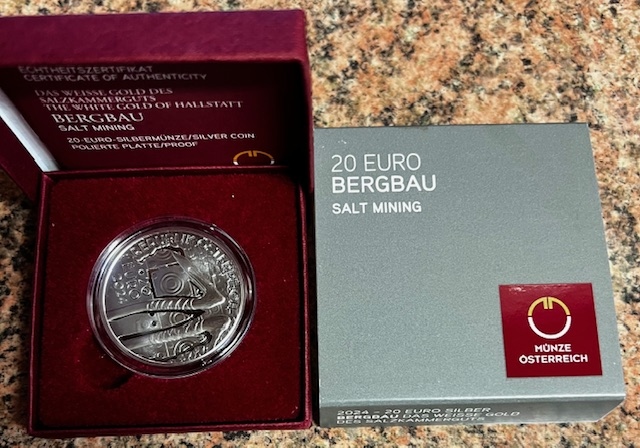 ECHTHEITSZERTIFIKAT
CERTIFICATE OF AUTHENTICITY
DAS WEISSE GOLD DES
SALZKAMMERGUTS
THE WHITE GOLD OF HALLSTATT
BERGBAU
SALT MINING
20-EURO-SILBERMÜNZE/SILVER COIN
POLIERTE PLATTE/PROOF
REPUBLIK ÖSTERREICH
20 EURO
BERGBAU
SALT MINING
MÜNZE
ÖSTERREICH
2024 – 20 EURO SILBER
BERGBAU DAS WEISSE GOLD
DES SALZKAMMERGUTS